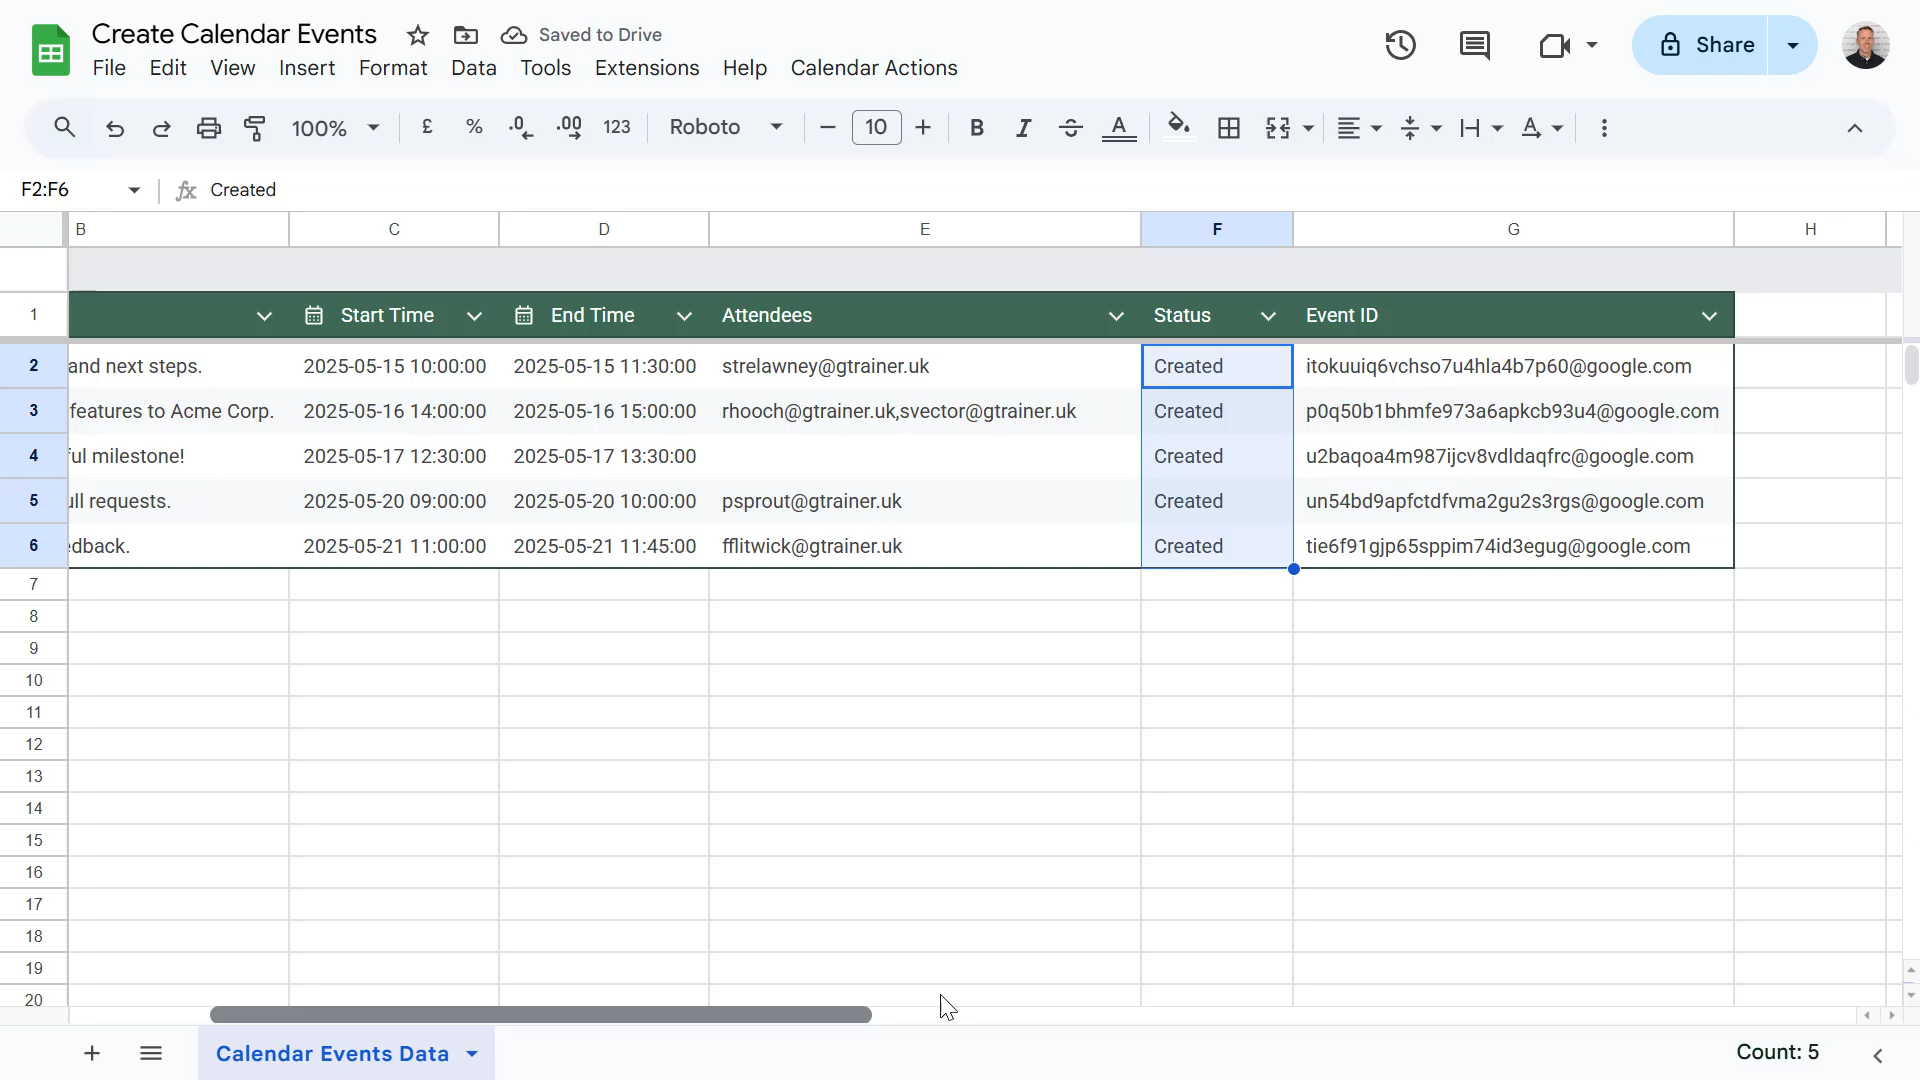 Create Calendar Events Saved to Drive
File Edit View Insert Format Data Tools Extensions Help Calendar Actions
Share
100% £ % .0 .00 123 Roboto 10 B I A A
F2:F6 fx Created
B C D E F G H
1 Start Time End Time Attendees Status Event ID
2 and next steps. 2025-05-15 10:00:00 2025-05-15 11:30:00 strelawney@gtrainer.uk Created itokuuiq6vchso7u4hla4b7p60@google.com
3 features to Acme Corp. 2025-05-16 14:00:00 2025-05-16 15:00:00 rhooch@gtrainer.uk,svector@gtrainer.uk Created p0q50b1bhmfe973a6apkcb93u4@google.com
4 ful milestone! 2025-05-17 12:30:00 2025-05-17 13:30:00 Created u2baqoa4m987ijcv8vdldaqfrc@google.com
5 ull requests. 2025-05-20 09:00:00 2025-05-20 10:00:00 psprout@gtrainer.uk Created un54bd9apfctdfvma2gu2s3rgs@google.com
6 edback. 2025-05-21 11:00:00 2025-05-21 11:45:00 fflitwick@gtrainer.uk Created tie6f91gjp65sppim74id3egug@google.com
7
8
9
10
11
12
13
14
15
16
17
18
19
20
Calendar Events Data Count: 5